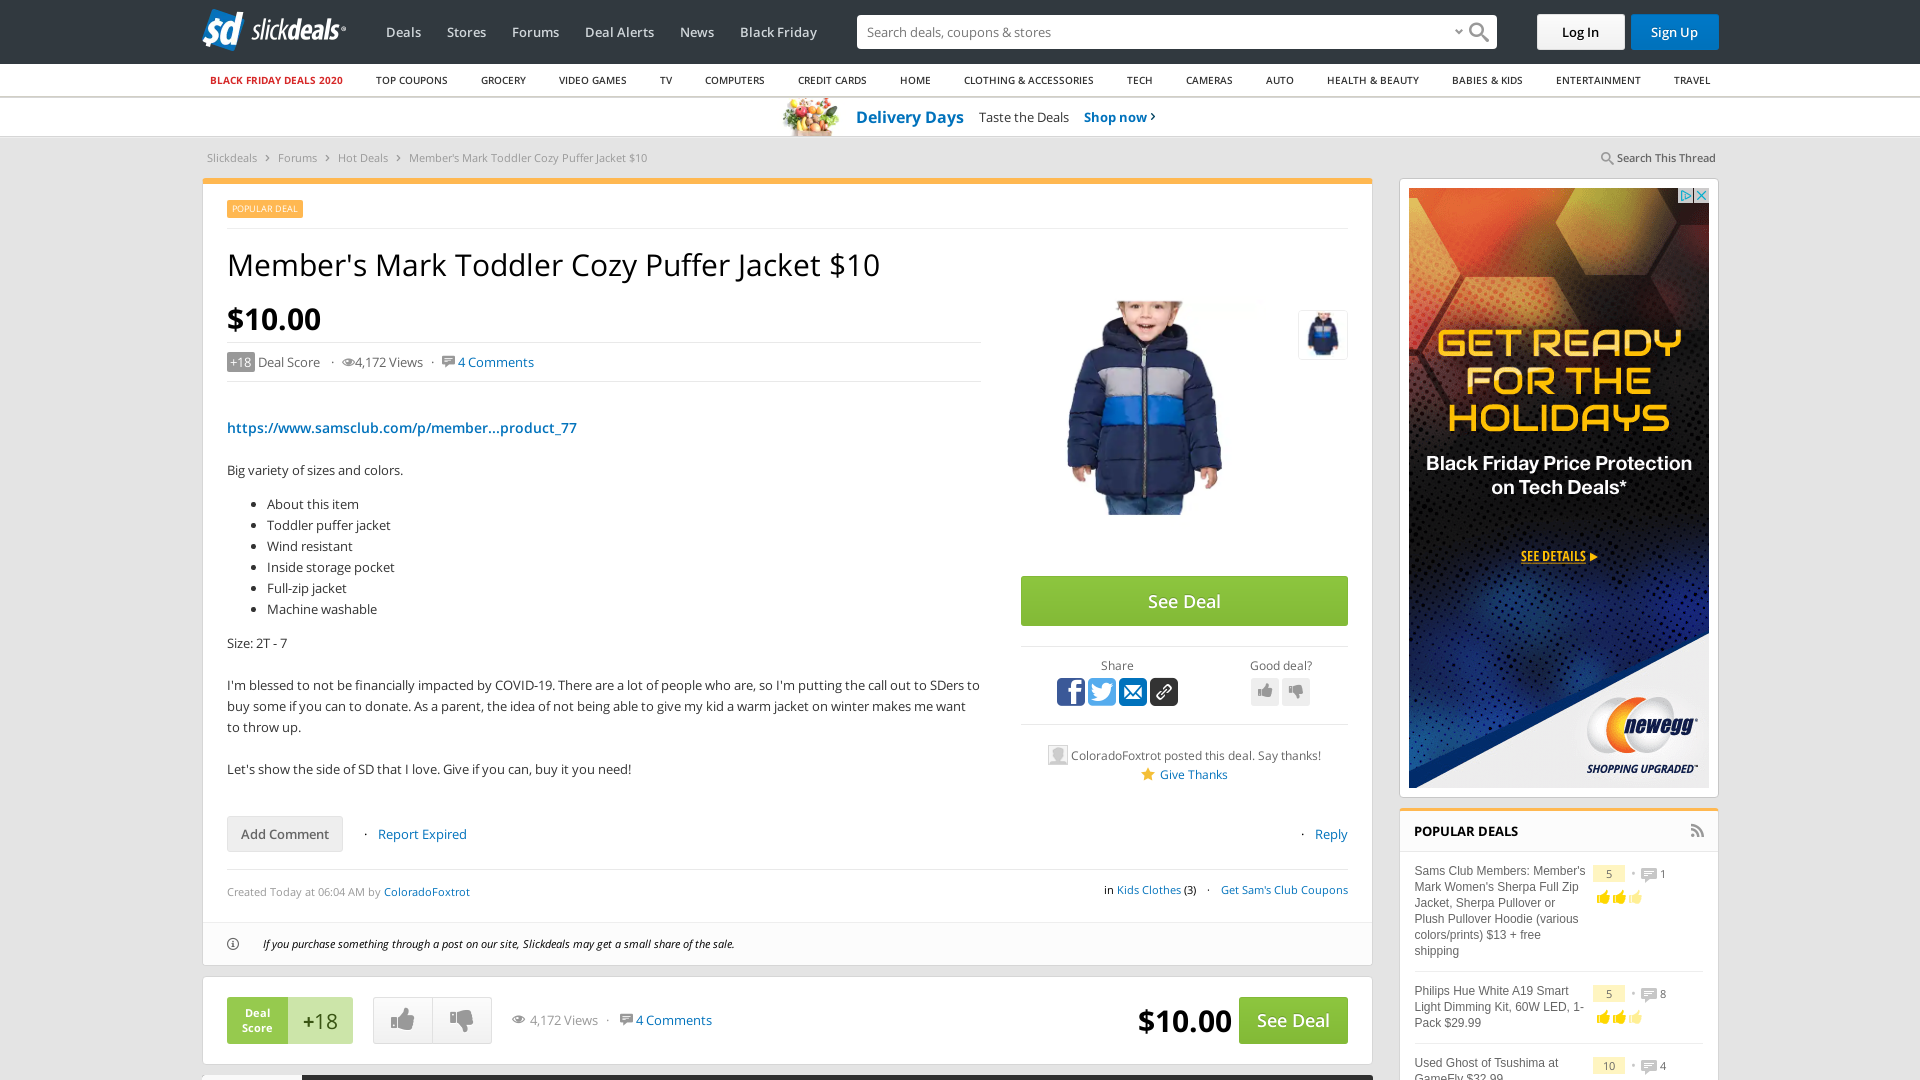 slickdeals
Deals
Stores
Forums
Deal Alerts
News
Black Friday
Search deals, coupons & stores
Log In
Sign Up
BLACK FRIDAY DEALS 2020
TOP COUPONS
GROCERY
VIDEO GAMES
TV
COMPUTERS
CREDIT CARDS
HOME
CLOTHING & ACCESSORIES
TECH
CAMERAS
AUTO
HEALTH & BEAUTY
BABIES & KIDS
ENTERTAINMENT
TRAVEL
Delivery Days Taste the Deals Shop now
Slickdeals > Forums > Hot Deals > Member's Mark Toddler Cozy Puffer Jacket $10
Search This Thread
POPULAR DEAL
Member's Mark Toddler Cozy Puffer Jacket $10
$10.00
+18 Deal Score · 4,172 Views · 4 Comments
https://www.samsclub.com/p/member...product_77
Big variety of sizes and colors.
• About this item
• Toddler puffer jacket
• Wind resistant
• Inside storage pocket
• Full-zip jacket
• Machine washable
Size: 2T - 7
I'm blessed to not be financially impacted by COVID-19. There are a lot of people who are, so I'm putting the call out to SDers to
buy some if you can to donate. As a parent, the idea of not being able to give my kid a warm jacket on winter makes me want
to throw up.
Let's show the side of SD that I love. Give if you can, buy it you need!
See Deal
Share
Good deal?
ColoradoFoxtrot posted this deal. Say thanks!
Give Thanks
Add Comment · Report Expired
· Reply
Created Today at 06:04 AM by ColoradoFoxtrot
in Kids Clothes (3) · Get Sam's Club Coupons
If you purchase something through a post on our site, Slickdeals may get a small share of the sale.
Deal
Score
+18
4,172 Views · 4 Comments
$10.00
See Deal
GET READY
FOR THE
HOLIDAYS
Black Friday Price Protection
on Tech Deals*
SEE DETAILS
newegg
SHOPPING UPGRADED™
POPULAR DEALS
Sams Club Members: Member's
Mark Women's Sherpa Full Zip
Jacket, Sherpa Pullover or
Plush Pullover Hoodie (various
colors/prints) $13 + free
shipping
5 • 1
Philips Hue White A19 Smart
Light Dimming Kit, 60W LED, 1-
Pack $29.99
5 • 8
Used Ghost of Tsushima at
GameFly $32.99
10 • 4